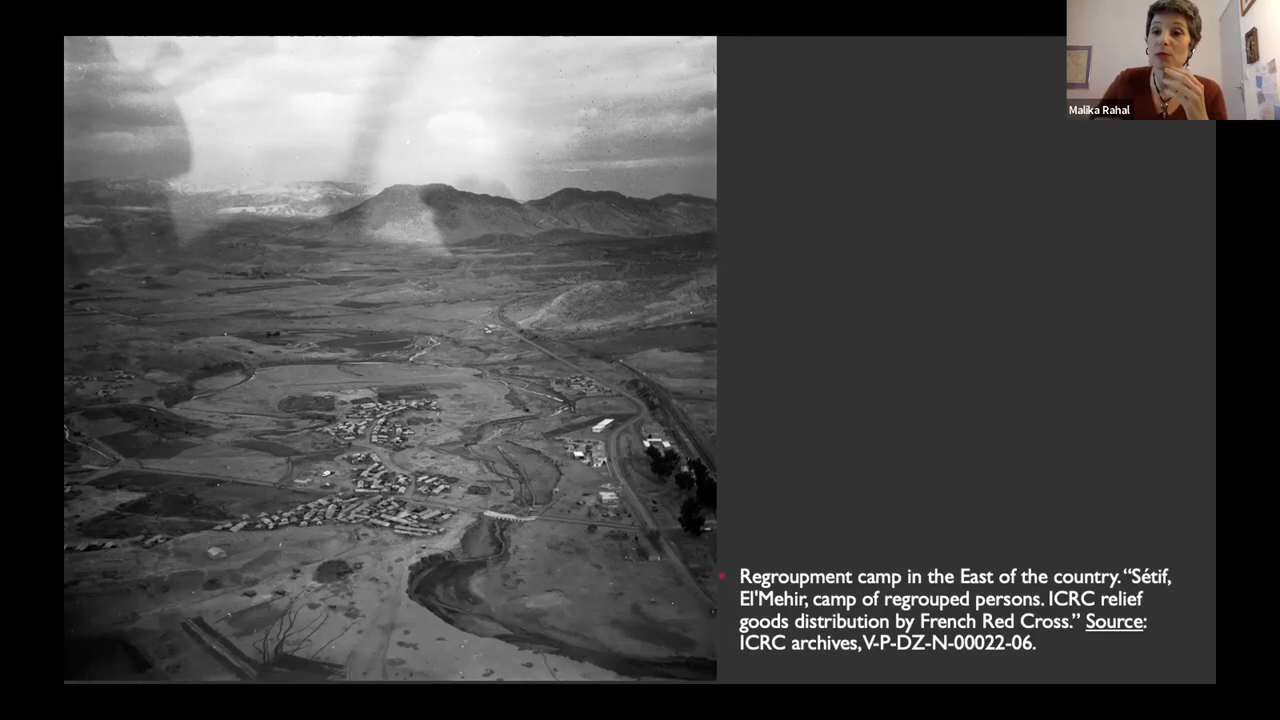 Malika Rahal
Regroupment camp in the East of the country. “Sétif,
El'Mehir, camp of regrouped persons. ICRC relief
goods distribution by French Red Cross.” Source:
ICRC archives, V-P-DZ-N-00022-06.